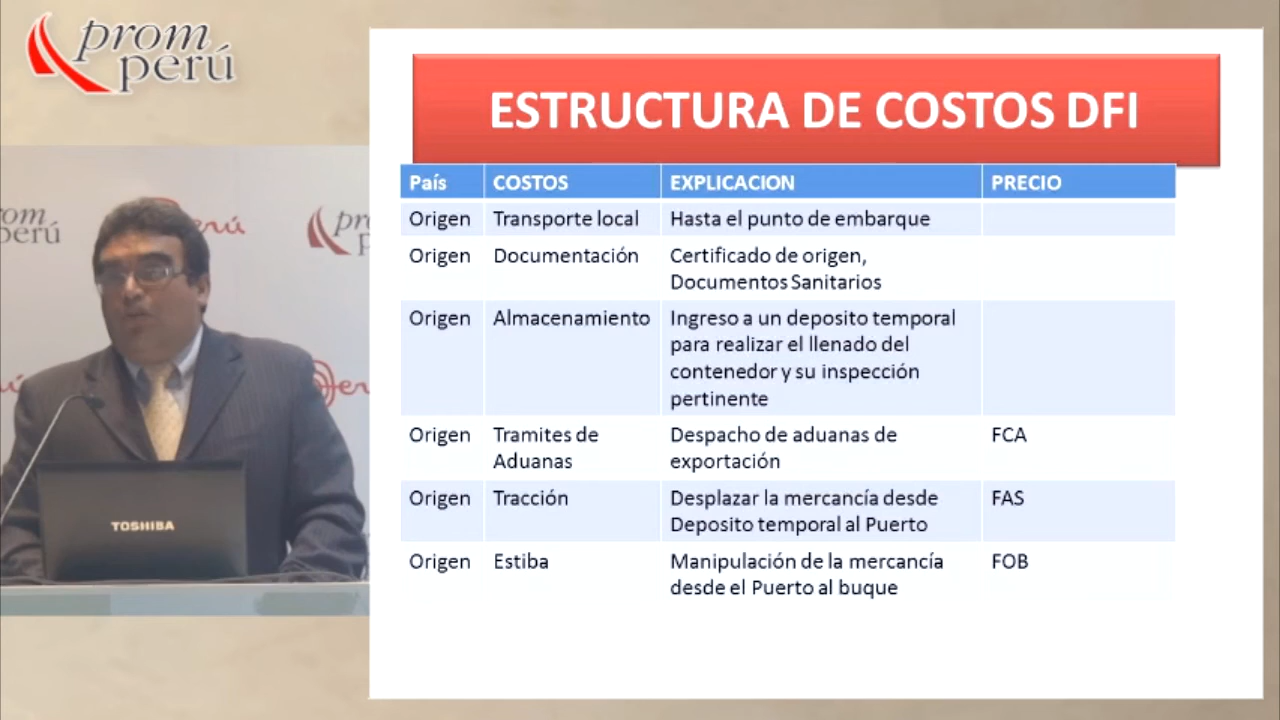 prom
perú
ESTRUCTURA DE COSTOS DFI
País COSTOS EXPLICACION PRECIO
Origen Transporte local Hasta el punto de embarque
Origen Documentación Certificado de origen,
Documentos Sanitarios
Origen Almacenamiento Ingreso a un deposito temporal
para realizar el llenado del
contenedor y su inspección
pertinente
Origen Tramites de Despacho de aduanas de FCA
Aduanas exportación
Origen Tracción Desplazar la mercancía desde FAS
Deposito temporal al Puerto
Origen Estiba Manipulación de la mercancía FOB
desde el Puerto al buque
TOSHIBA